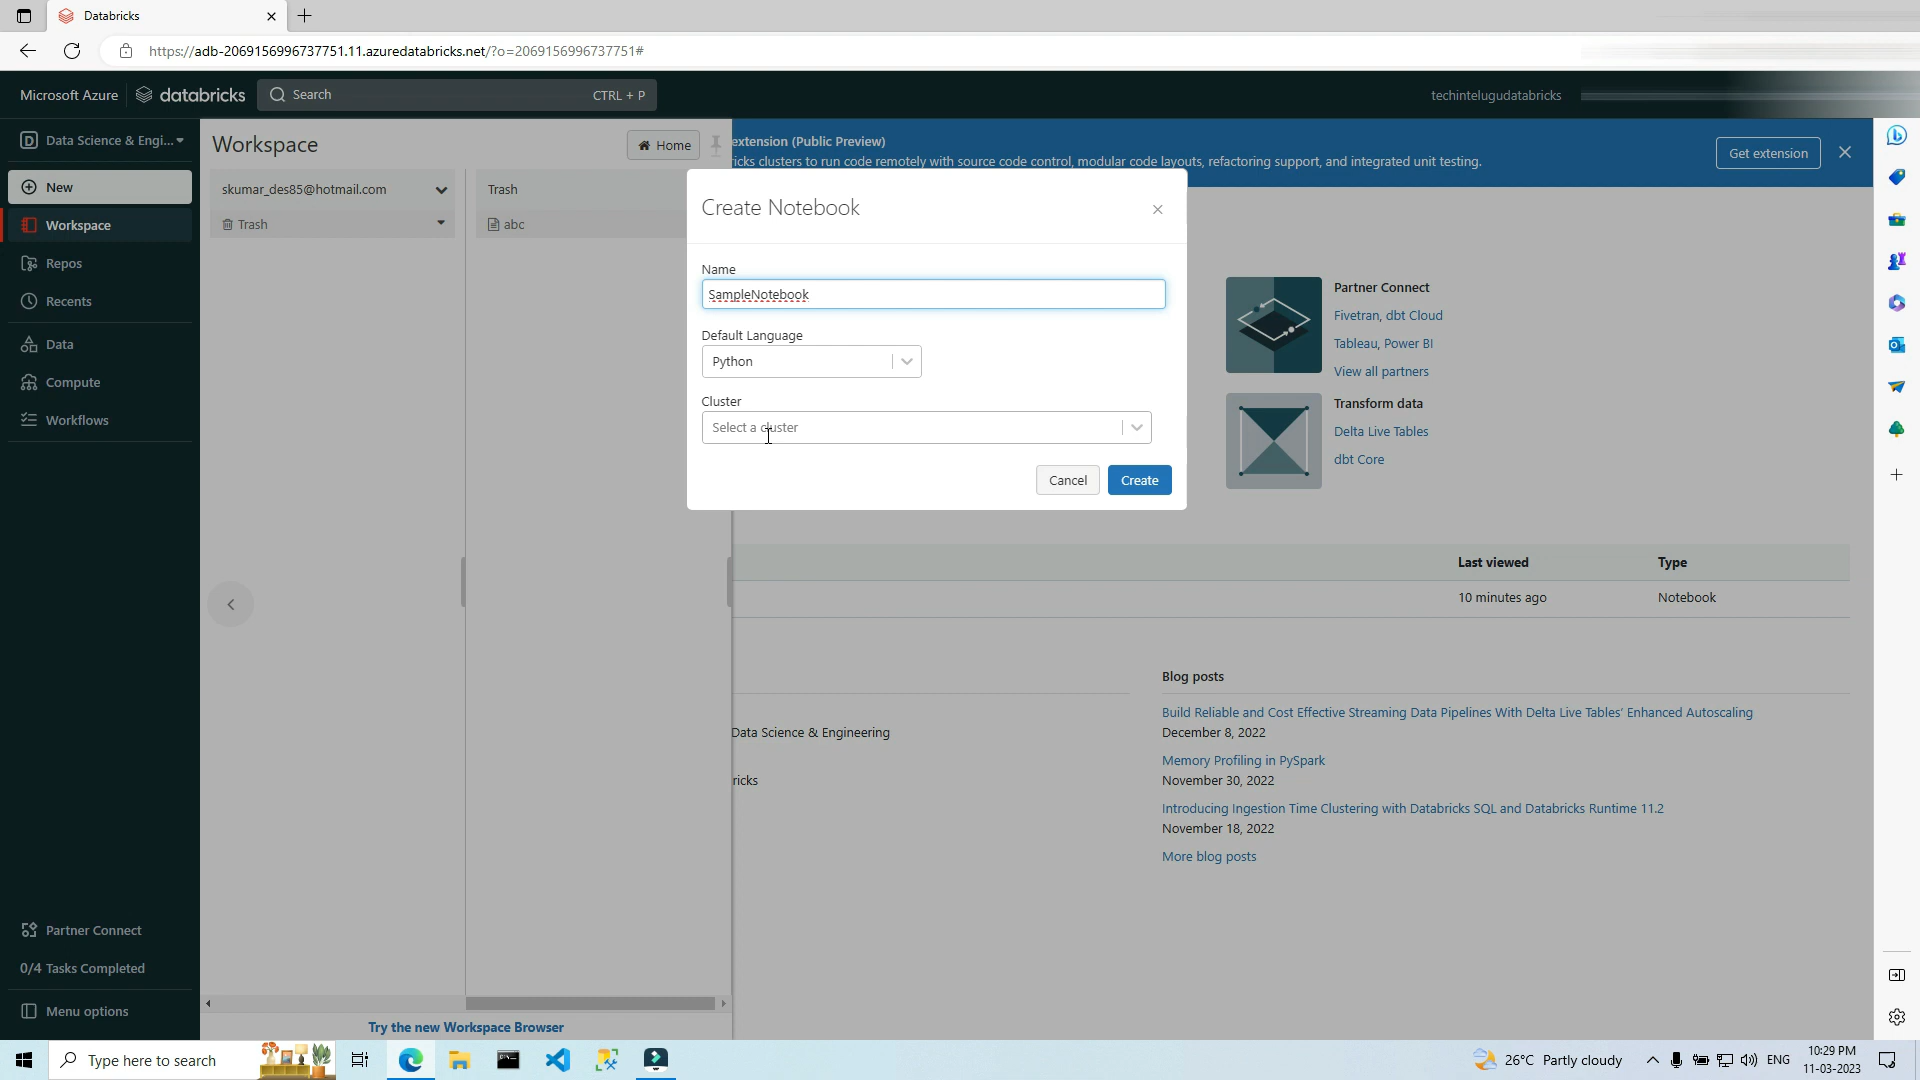 Databricks
https://adb-2069156996737751.11.azuredatabricks.net/?o=2069156996737751#
Microsoft Azure
databricks
Search
CTRL + P
techintelugudatabricks
Data Science & Engi...
Workspace
Home
extension (Public Preview)
ricks clusters to run code remotely with source code control, modular code layouts, refactoring support, and integrated unit testing.
Get extension
New
skumar_des85@hotmail.com
Trash
Workspace
Trash
abc
Create Notebook
Repos
Recents
Name
SampleNotebook
Partner Connect
Fivetran, dbt Cloud
Data
Default Language
Tableau, Power BI
Python
View all partners
Compute
Cluster
Transform data
Workflows
Select a cluster
Delta Live Tables
dbt Core
Cancel
Create
Last viewed
Type
10 minutes ago
Notebook
Blog posts
Build Reliable and Cost Effective Streaming Data Pipelines With Delta Live Tables' Enhanced Autoscaling
Data Science & Engineering
December 8, 2022
Memory Profiling in PySpark
ricks
November 30, 2022
Introducing Ingestion Time Clustering with Databricks SQL and Databricks Runtime 11.2
November 18, 2022
More blog posts
Partner Connect
0/4 Tasks Completed
Menu options
Try the new Workspace Browser
Type here to search
26°C Partly cloudy
ENG
10:29 PM
11-03-2023